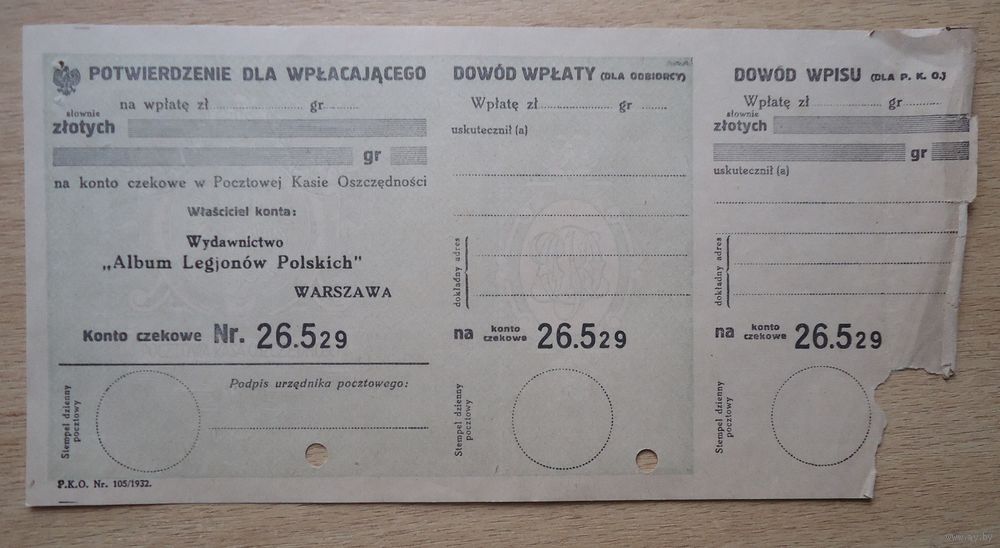 POTWIERDZENIE DLA WPŁACAJĄCEGO
na wpłatę zł gr
słownie
złotych
gr
na konto czekowe w Pocztowej Kasie Oszczędności
Właściciel konta:
Wydawnictwo
„Album Legjonów Polskich"
WARSZAWA
Konto czekowe Nr. 26.529
Podpis urzędnika pocztowego:
Stempel dzienny
pocztowy
P.K.O. Nr. 105/1932.
DOWÓD WPŁATY (DLA ODBIORCY)
Wpłatę zł gr
uskutecznił (a)
dokładny adres
na konto czekowe 26.529
Stempel dzienny
pocztowy
DOWÓD WPISU (DLA P. K. O.)
Wpłatę zł gr
słownie
złotych
gr
uskutecznił (a)
dokładny adres
na konto czekowe 26.529
Stempel dzienny
pocztowy